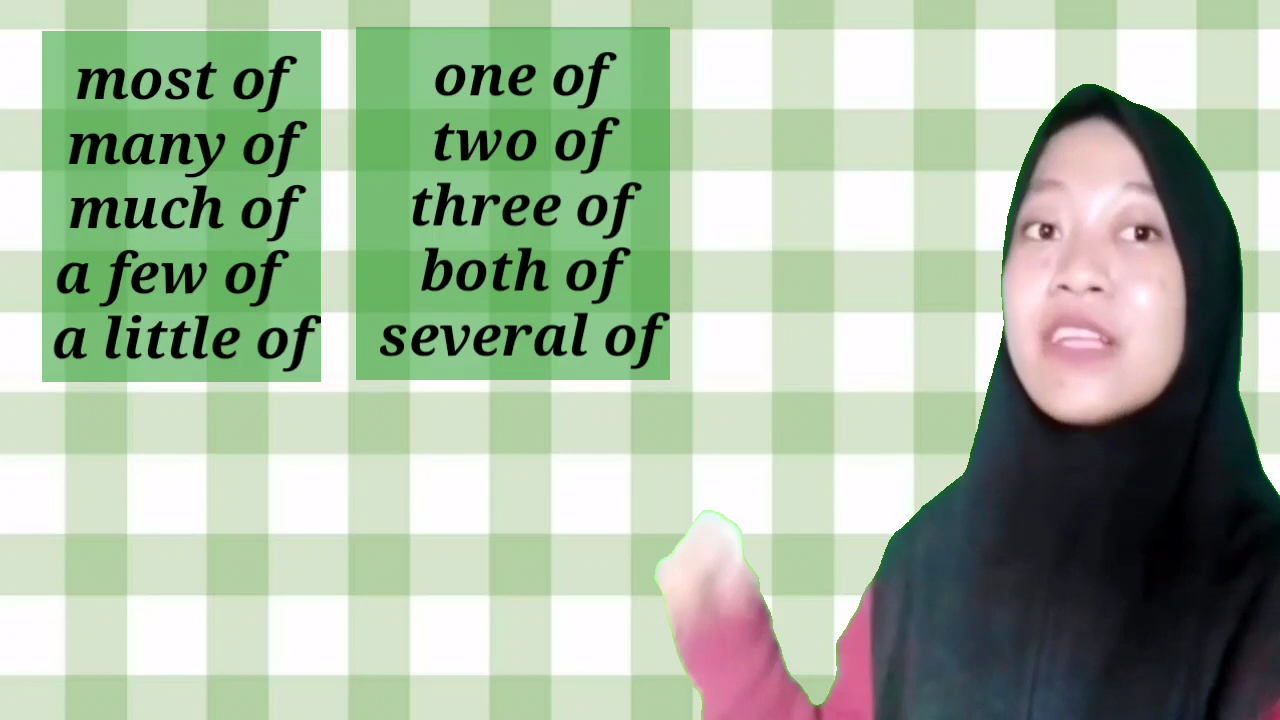 most of
many of
much of
a few of
a little of
one of
two of
three of
both of
several of